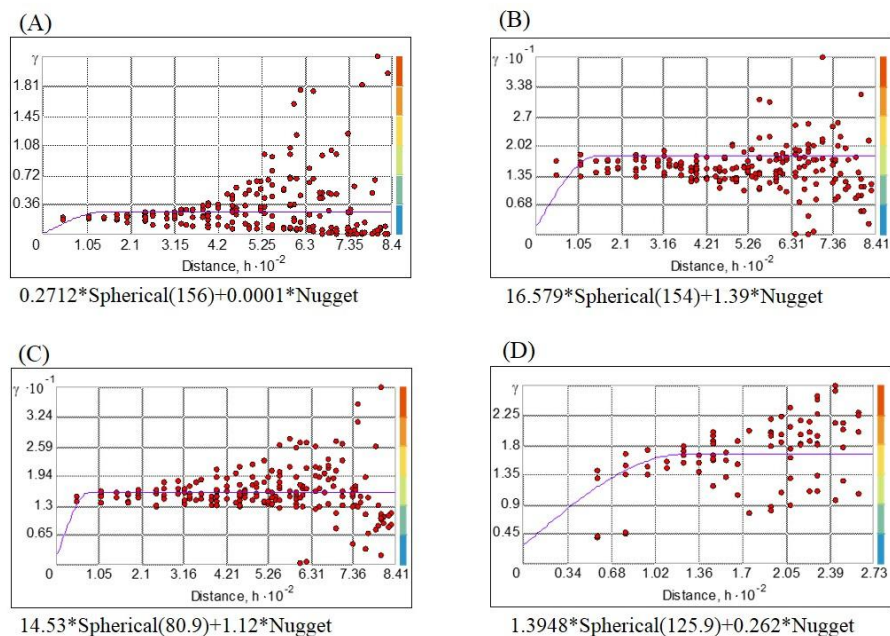 (A)
γ
1.81
1.45
1.08
0.72
0.36
0 1.05 2.1 3.15 4.2 5.26 6.3 7.35 8.4
Distance, h · 10⁻²
0.2712*Spherical(156)+0.0001*Nugget
(B)
γ · 10⁻¹
3.38
2.7
2.02
1.35
0.68
0 1.05 2.1 3.16 4.21 5.26 6.31 7.36 8.41
Distance, h · 10⁻²
16.579*Spherical(154)+1.39*Nugget
(C)
γ · 10⁻¹
3.24
2.59
1.94
1.3
0.65
0 1.05 2.1 3.16 4.21 5.26 6.31 7.36 8.41
Distance, h · 10⁻²
14.53*Spherical(80.9)+1.12*Nugget
(D)
γ
2.25
1.8
1.35
0.9
0.45
0 0.34 0.68 1.02 1.36 1.7 2.05 2.39 2.73
Distance, h · 10⁻²
1.3948*Spherical(125.9)+0.262*Nugget